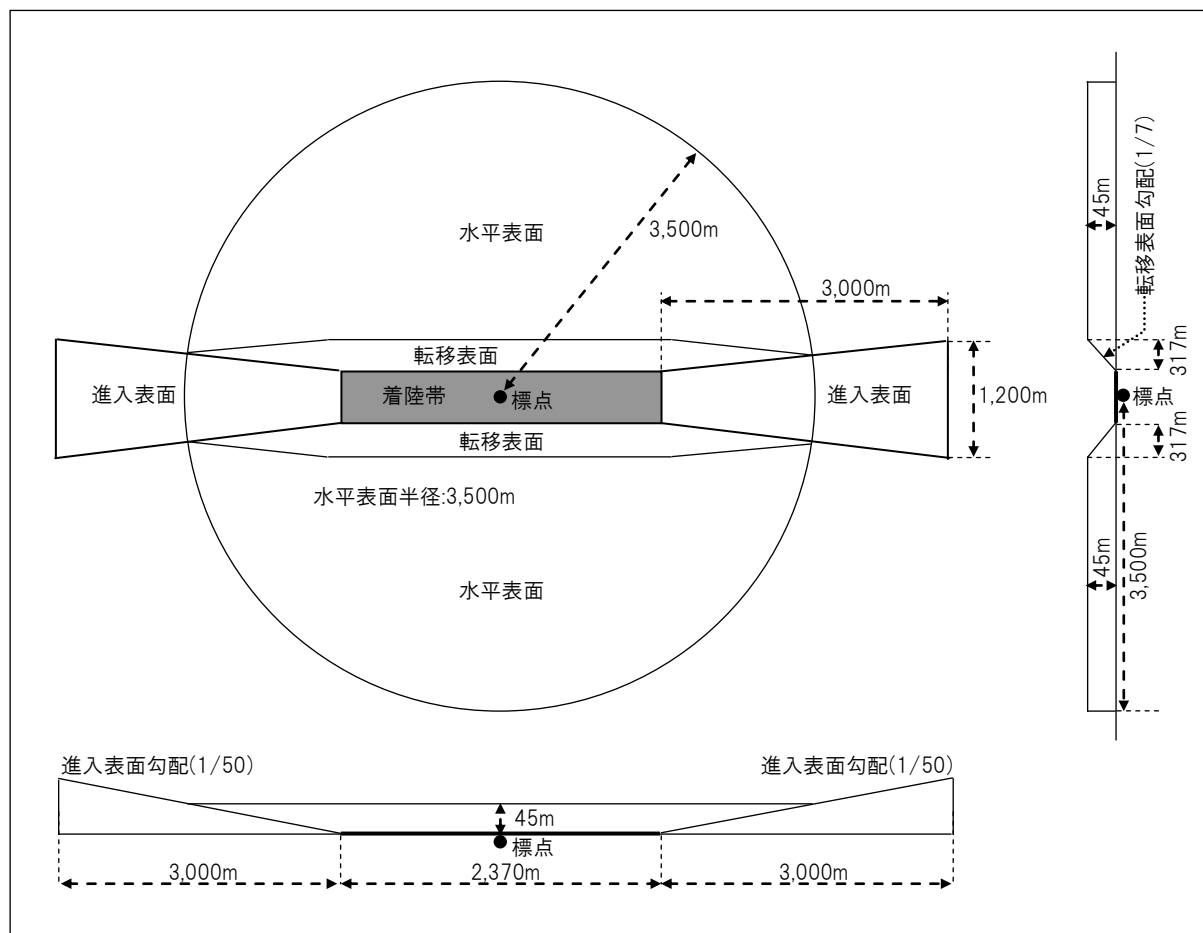 水平表面
3,500m
3,000m
転移表面
進入表面
着陸帯
標点
進入表面
1,200m
転移表面
水平表面半径:3,500m
水平表面
45m
転移表面勾配(1/7)
317m
標点
317m
45m
3,500m
進入表面勾配(1/50)
進入表面勾配(1/50)
45m
標点
3,000m
2,370m
3,000m